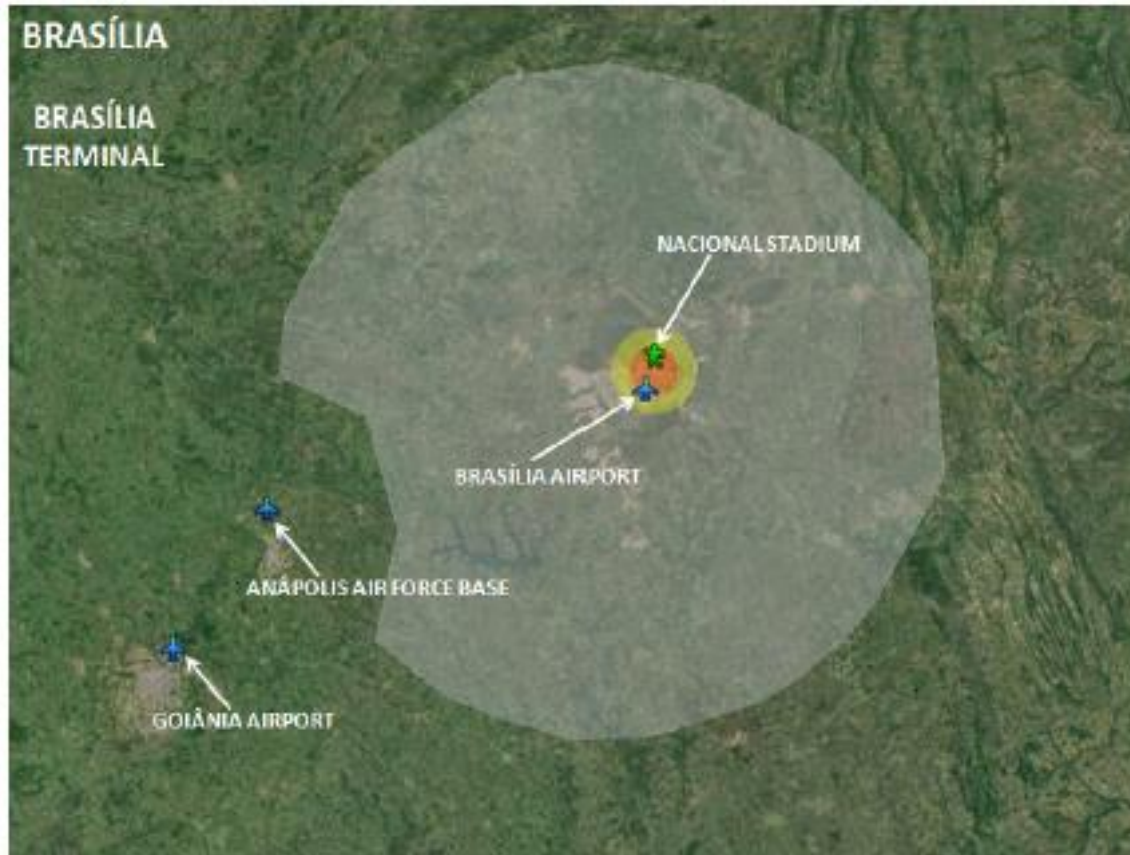 BRASÍLIA
BRASÍLIA
TERMINAL
NACIONAL STADIUM
BRASÍLIA AIRPORT
ANÁPOLIS AIR FORCE BASE
GOIÂNIA AIRPORT